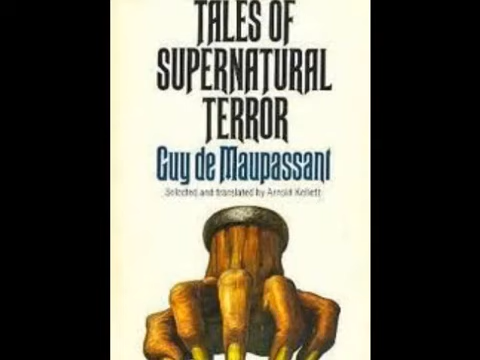 TALES OF
SUPERNATURAL
TERROR
Guy de Maupassant
Selected and translated by Arnold Kellett